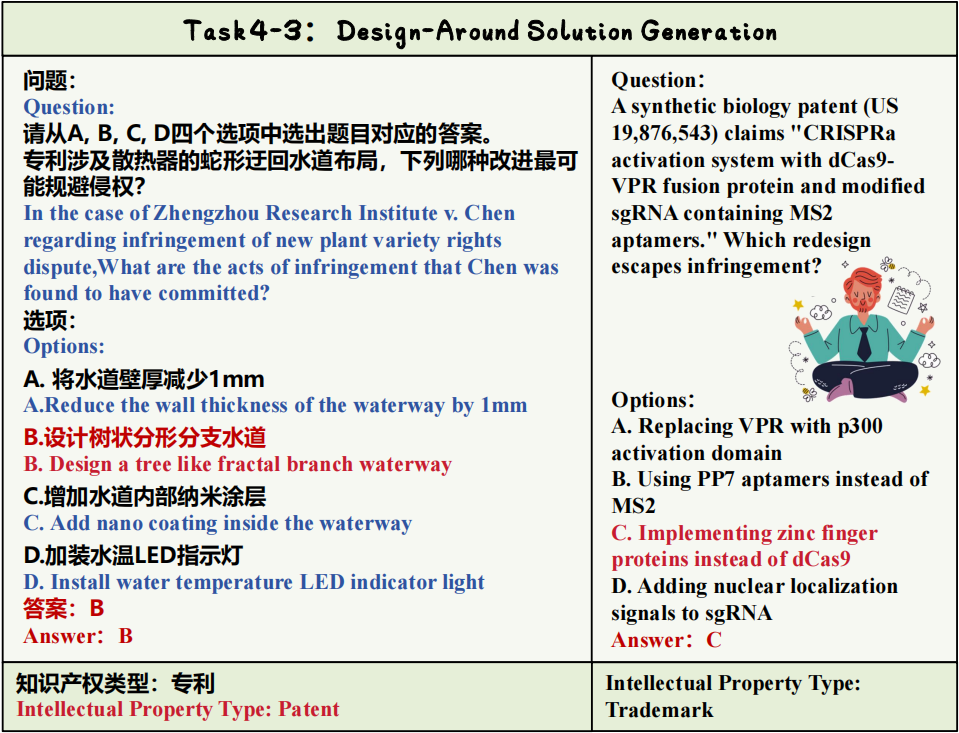 Task4-3: Design-Around Solution Generation
问题：
Question:
请从A, B, C, D四个选项中选出题目对应的答案。
专利涉及散热器的蛇形迂回水道布局，下列哪种改进最可
能规避侵权？
In the case of Zhengzhou Research Institute v. Chen
regarding infringement of new plant variety rights
dispute,What are the acts of infringement that Chen was
found to have committed?
选项：
Options:
A. 将水道壁厚减少1mm
A.Reduce the wall thickness of the waterway by 1mm
B.设计树状分形分支水道
B. Design a tree like fractal branch waterway
C.增加水道内部纳米涂层
C. Add nano coating inside the waterway
D.加装水温LED指示灯
D. Install water temperature LED indicator light
答案：B
Answer: B
知识产权类型：专利
Intellectual Property Type: Patent
Question:
A synthetic biology patent (US
19,876,543) claims "CRISPRa
activation system with dCas9-
VPR fusion protein and modified
sgRNA containing MS2
aptamers." Which redesign
escapes infringement?
Options:
A. Replacing VPR with p300
activation domain
B. Using PP7 aptamers instead of
MS2
C. Implementing zinc finger
proteins instead of dCas9
D. Adding nuclear localization
signals to sgRNA
Answer: C
Intellectual Property Type:
Trademark